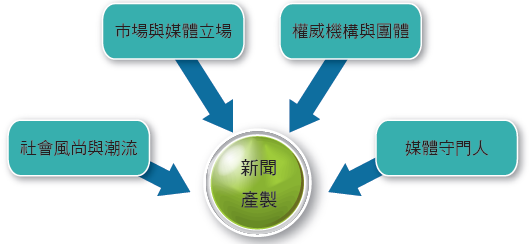 市場與媒體立場
權威機構與團體
社會風尚與潮流
媒體守門人
新聞
產製